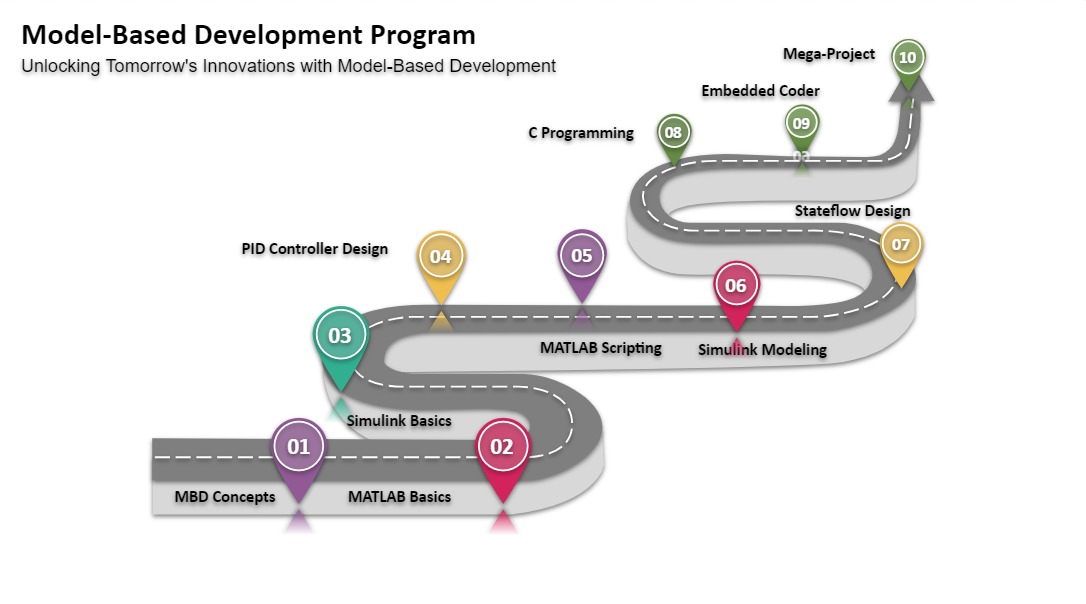 Model-Based Development Program
Unlocking Tomorrow's Innovations with Model-Based Development
Mega-Project
10
Embedded Coder
09
C Programming
08
Stateflow Design
07
PID Controller Design
04
05
06
MATLAB Scripting
Simulink Modeling
03
Simulink Basics
01
02
MBD Concepts
MATLAB Basics